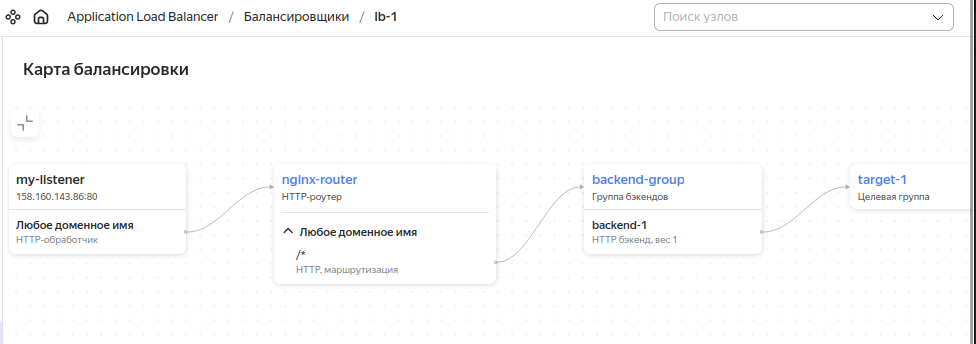 Application Load Balancer / Балансировщики / lb-1
Поиск узлов
Карта балансировки
my-listener
158.160.143.86:80
Любое доменное имя
HTTP-обработчик
nginx-router
HTTP-роутер
Любое доменное имя
/*
HTTP, маршрутизация
backend-group
Группа бэкендов
backend-1
HTTP бэкенд, вес 1
target-1
Целевая группа